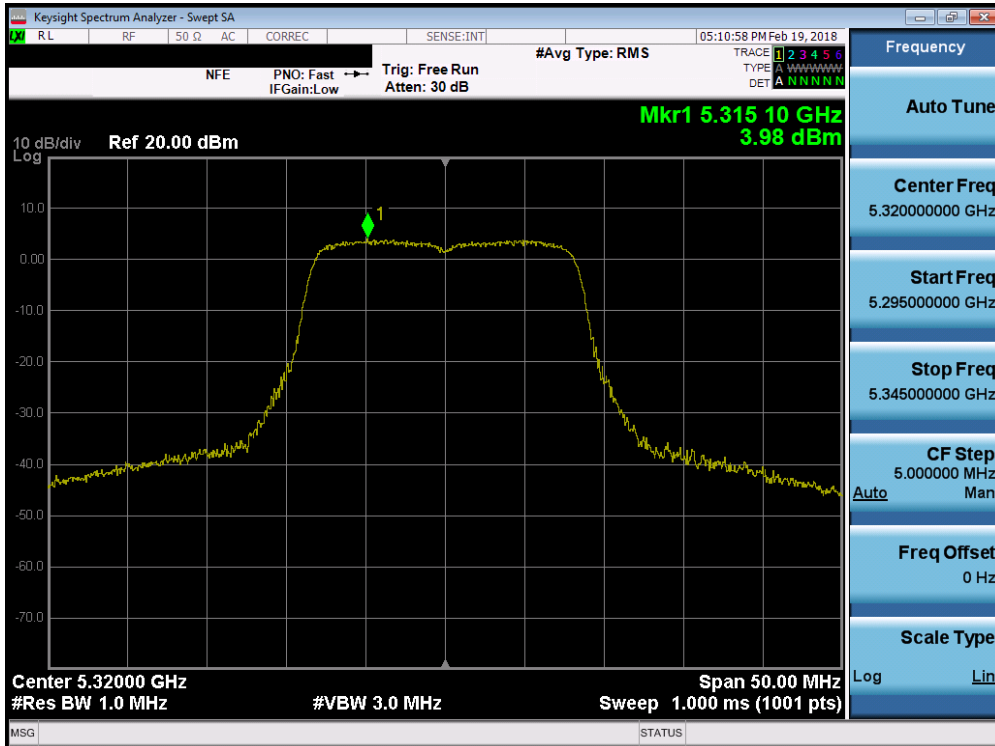 Keysight Spectrum Analyzer - Swept SA
LXI RL RF 50 Ω AC CORREC SENSE:INT 05:10:58 PM Feb 19, 2018
Frequency
NFE PNO: Fast Trig: Free Run #Avg Type: RMS TRACE 1 2 3 4 5 6
IFGain:Low Atten: 30 dB TYPE A WWWWW
DET A N N N N N
Auto Tune
Mkr1 5.315 10 GHz
3.98 dBm
10 dB/div Ref 20.00 dBm
Log
1
10.0
0.00
-10.0
-20.0
-30.0
-40.0
-50.0
-60.0
-70.0
Center Freq
5.320000000 GHz
Start Freq
5.295000000 GHz
Stop Freq
5.345000000 GHz
CF Step
5.000000 MHz
Auto Man
Freq Offset
0 Hz
Scale Type
Log Lin
Center 5.32000 GHz Span 50.00 MHz
#Res BW 1.0 MHz #VBW 3.0 MHz Sweep 1.000 ms (1001 pts)
MSG STATUS